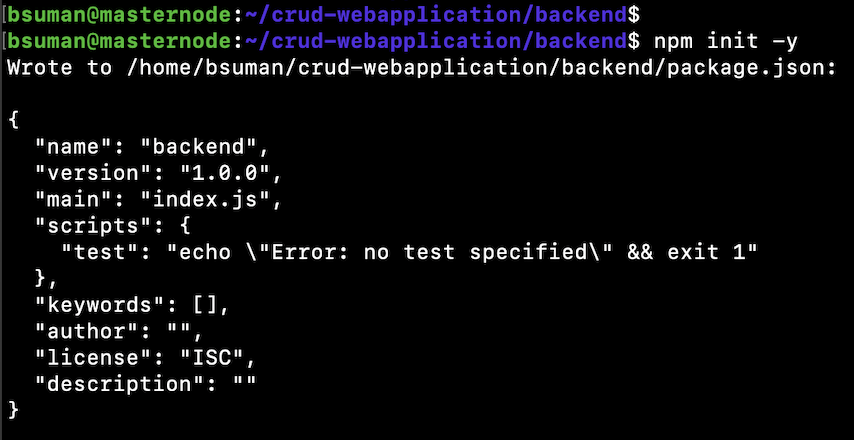 [bsuman@masternode:~/crud-webapplication/backend$
[bsuman@masternode:~/crud-webapplication/backend$ npm init -y
Wrote to /home/bsuman/crud-webapplication/backend/package.json:
{
  "name": "backend",
  "version": "1.0.0",
  "main": "index.js",
  "scripts": {
    "test": "echo \"Error: no test specified\" && exit 1"
  },
  "keywords": [],
  "author": "",
  "license": "ISC",
  "description": ""
}